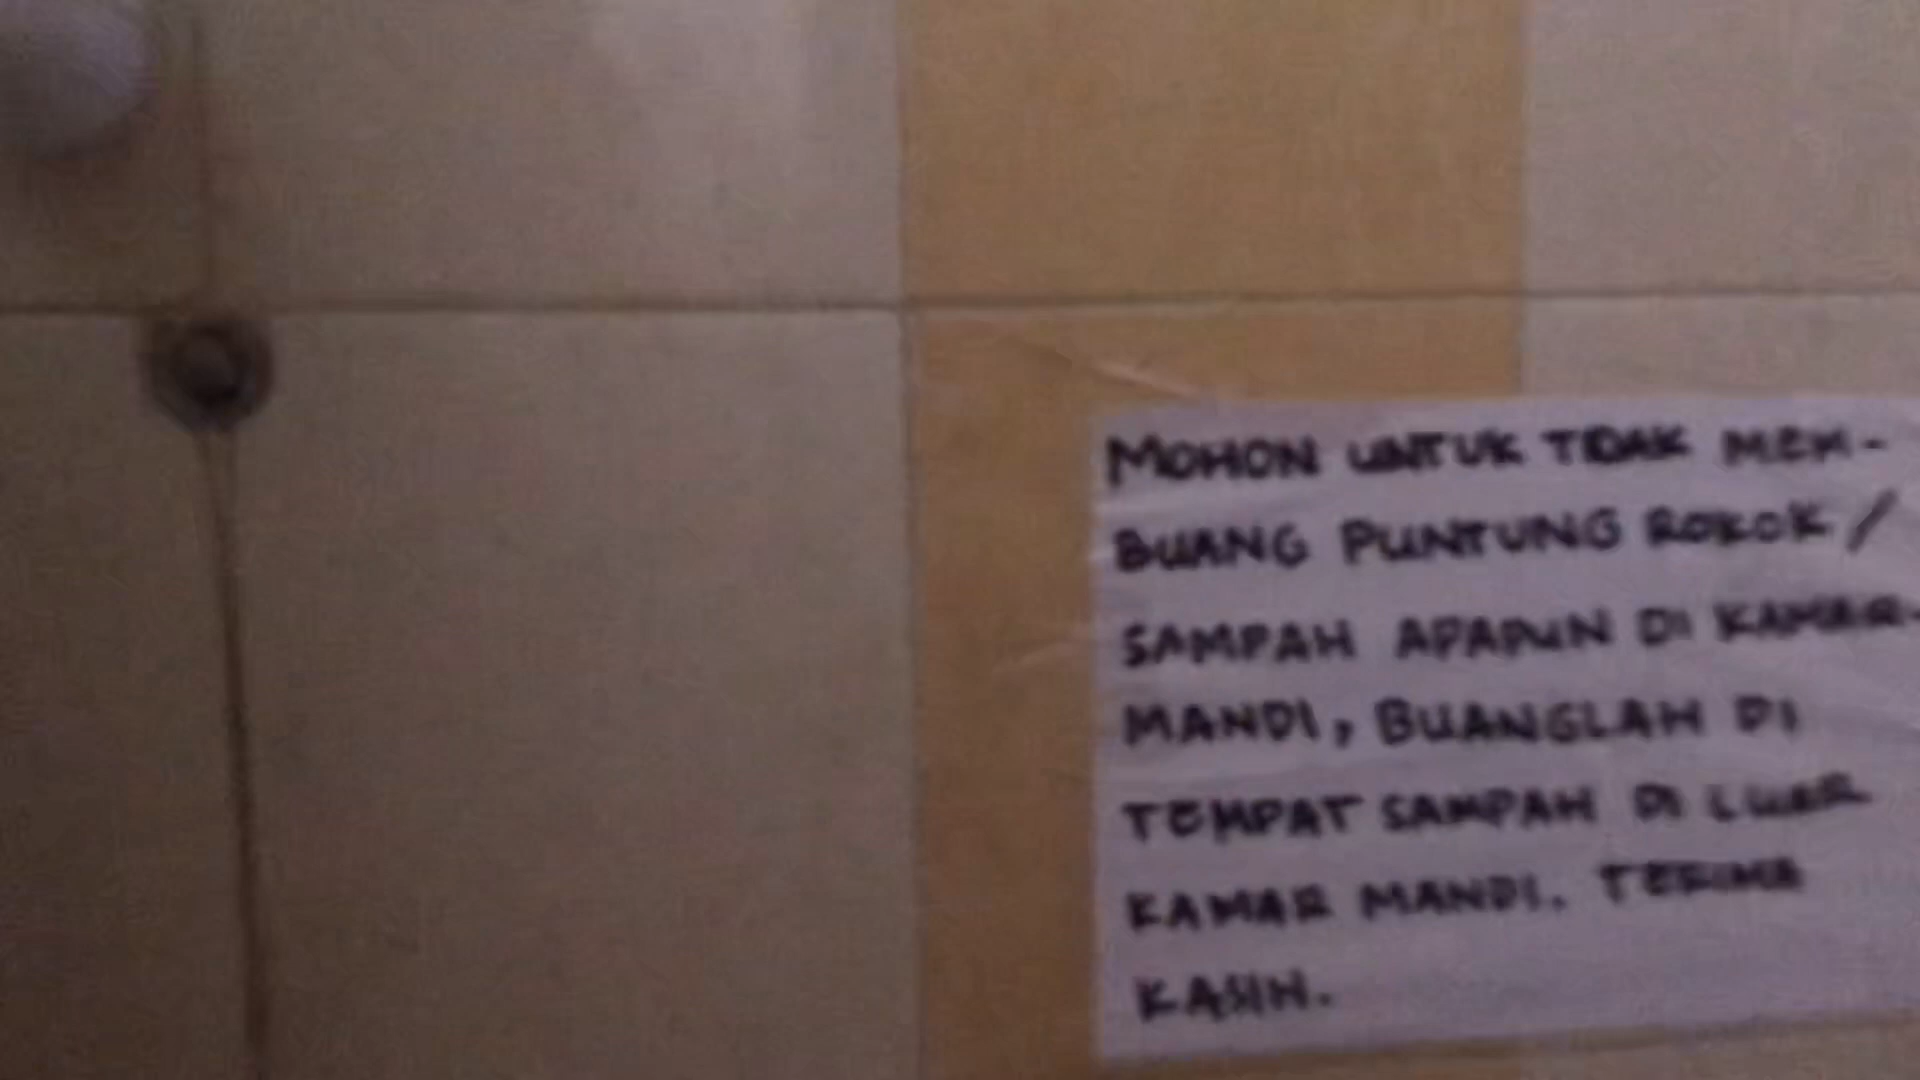 MOHON UNTUK TIDAK MEM-
BUANG PUNTUNG ROKOK /
SAMPAH APAPUN DI KAMAR-
MANDI, BUANGLAH DI
TEMPAT SAMPAH DI LUAR
KAMAR MANDI. TERIMA
KASIH.